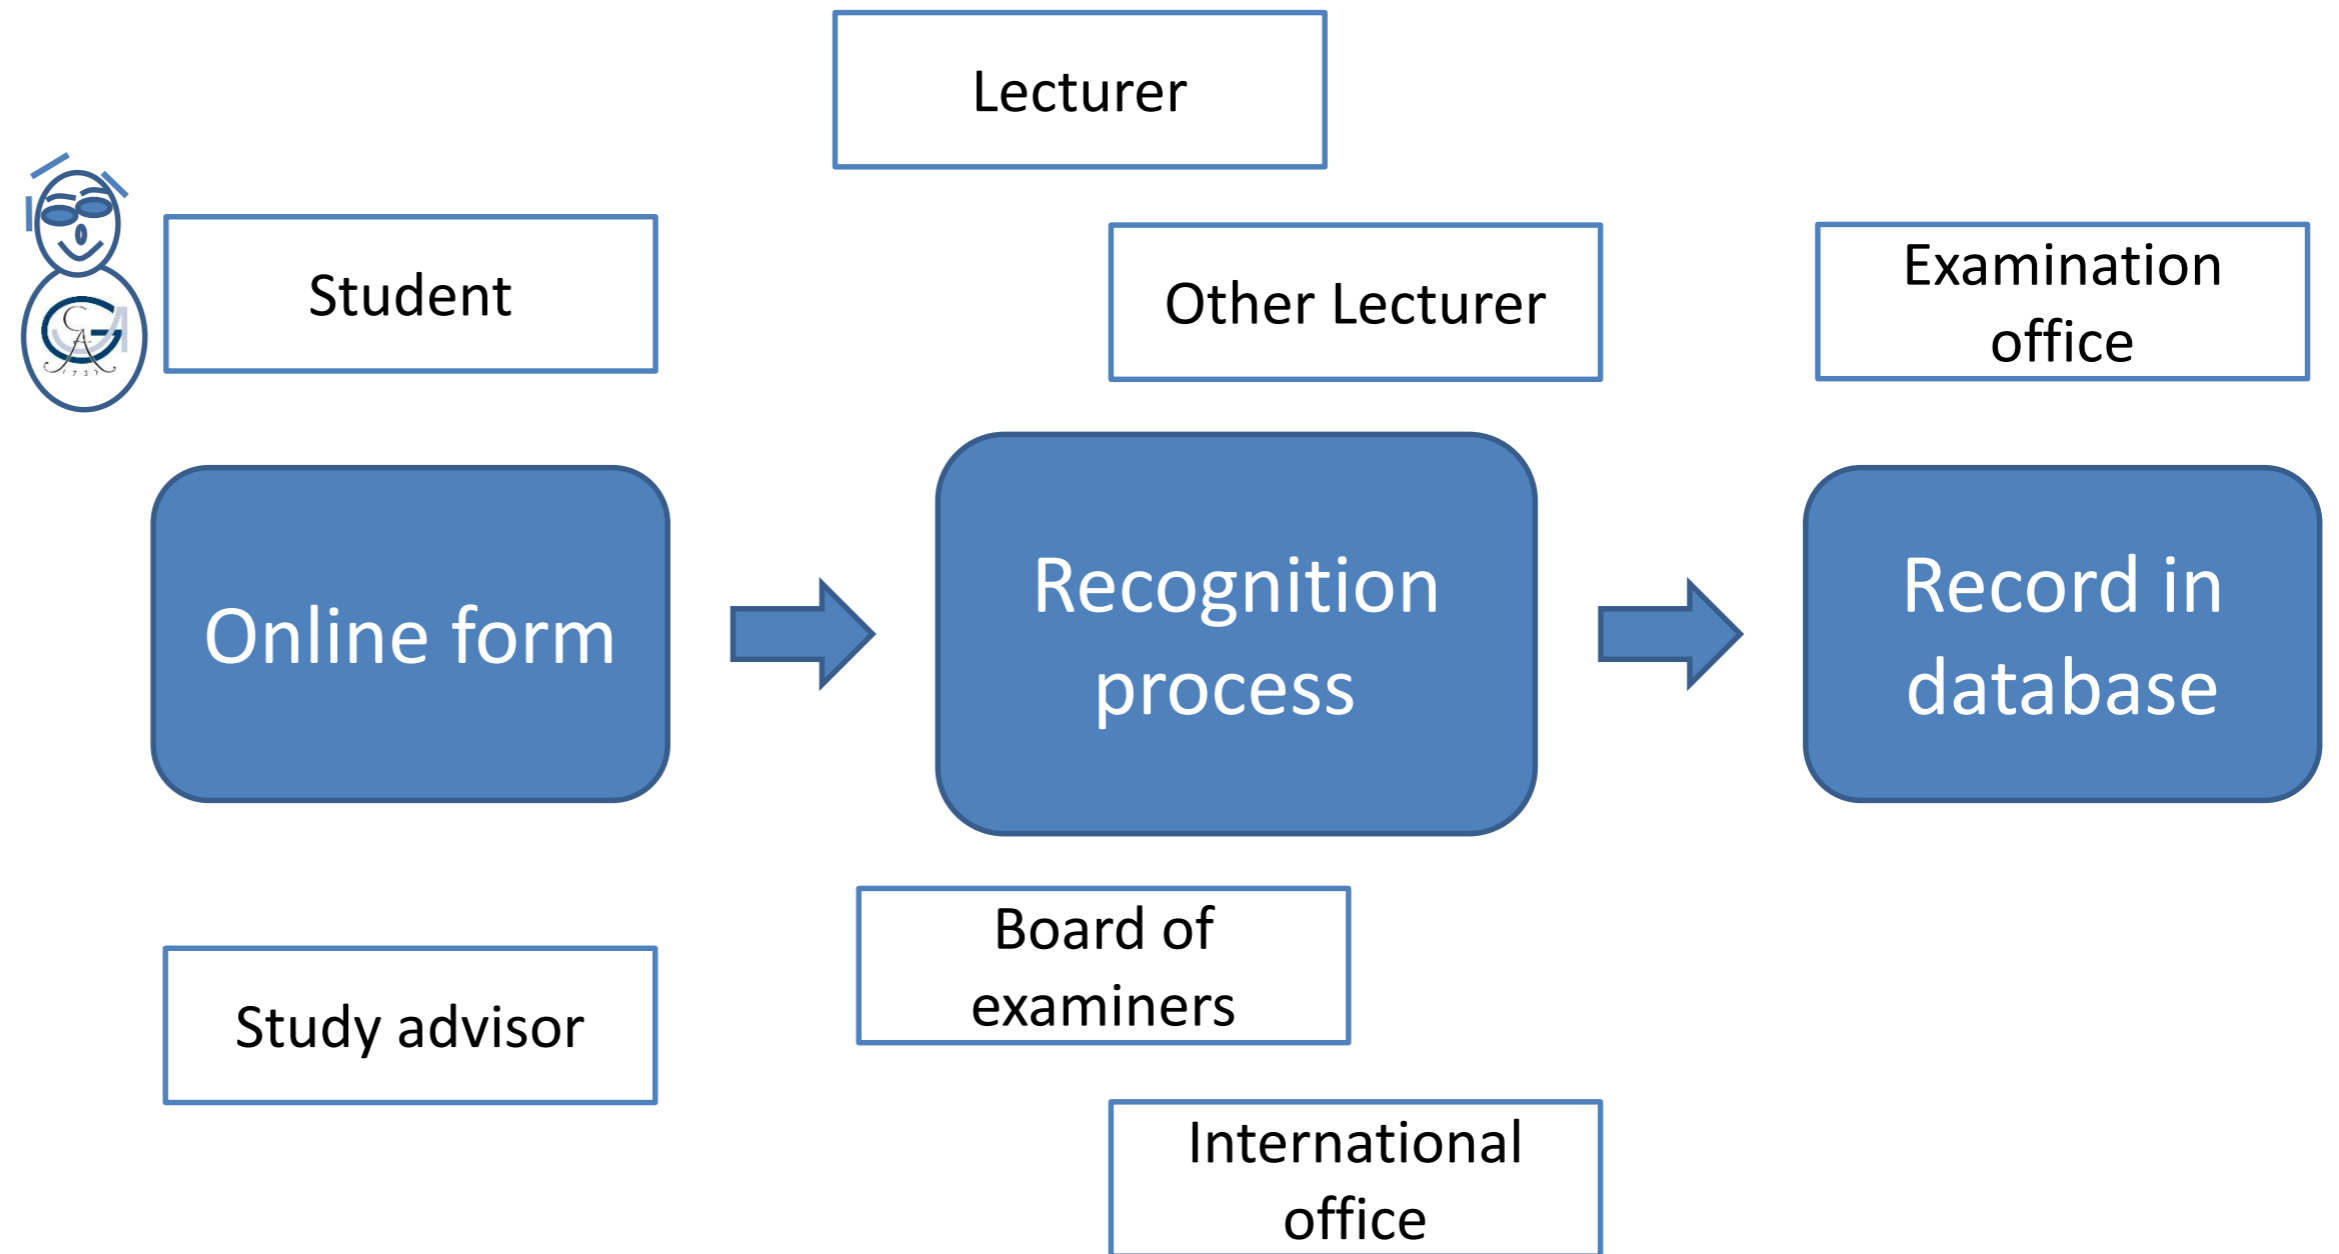 Lecturer
Student
Other Lecturer
Examination
office
Online form
Recognition
process
Record in
database
Study advisor
Board of
examiners
International
office